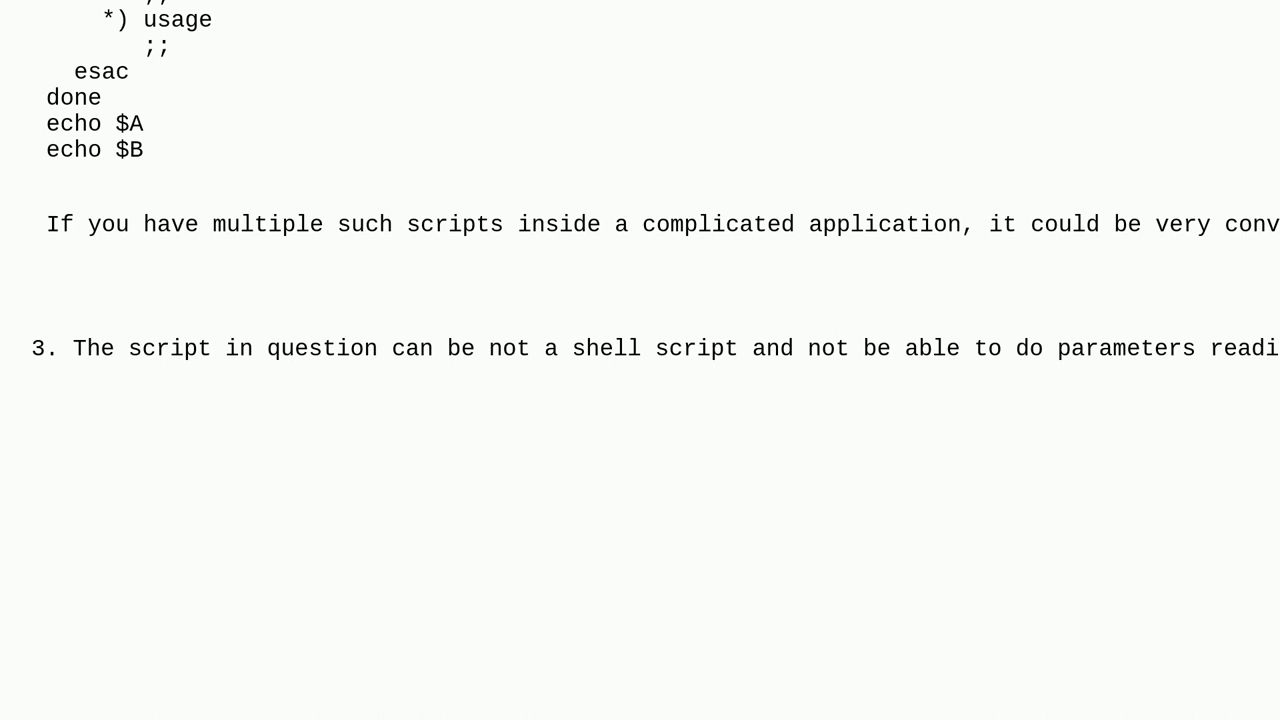 *) usage
;;
esac
done
echo $A
echo $B
If you have multiple such scripts inside a complicated application, it could be very conv
3. The script in question can be not a shell script and not be able to do parameters readi